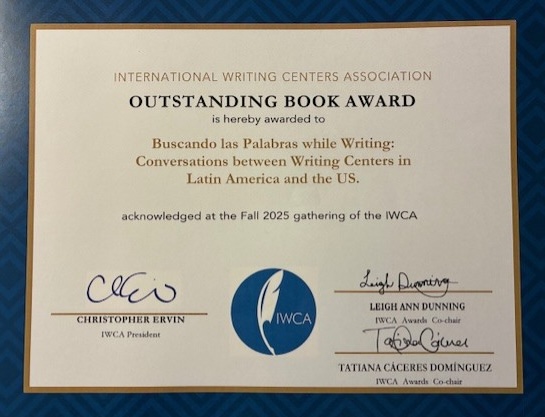 INTERNATIONAL WRITING CENTERS ASSOCIATION
OUTSTANDING BOOK AWARD
is hereby awarded to
Buscando las Palabras while Writing:
Conversations between Writing Centers in
Latin America and the US.
acknowledged at the Fall 2025 gathering of the IWCA
CHRISTOPHER ERVIN
IWCA President
IWCA
Leigh Dunning
LEIGH ANN DUNNING
IWCA Awards Co-chair
TATIANA CÁCERES DOMÍNGUEZ
IWCA Awards Co-chair